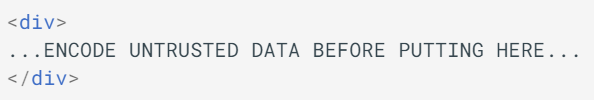 <div>
...ENCODE UNTRUSTED DATA BEFORE PUTTING HERE...
</div>